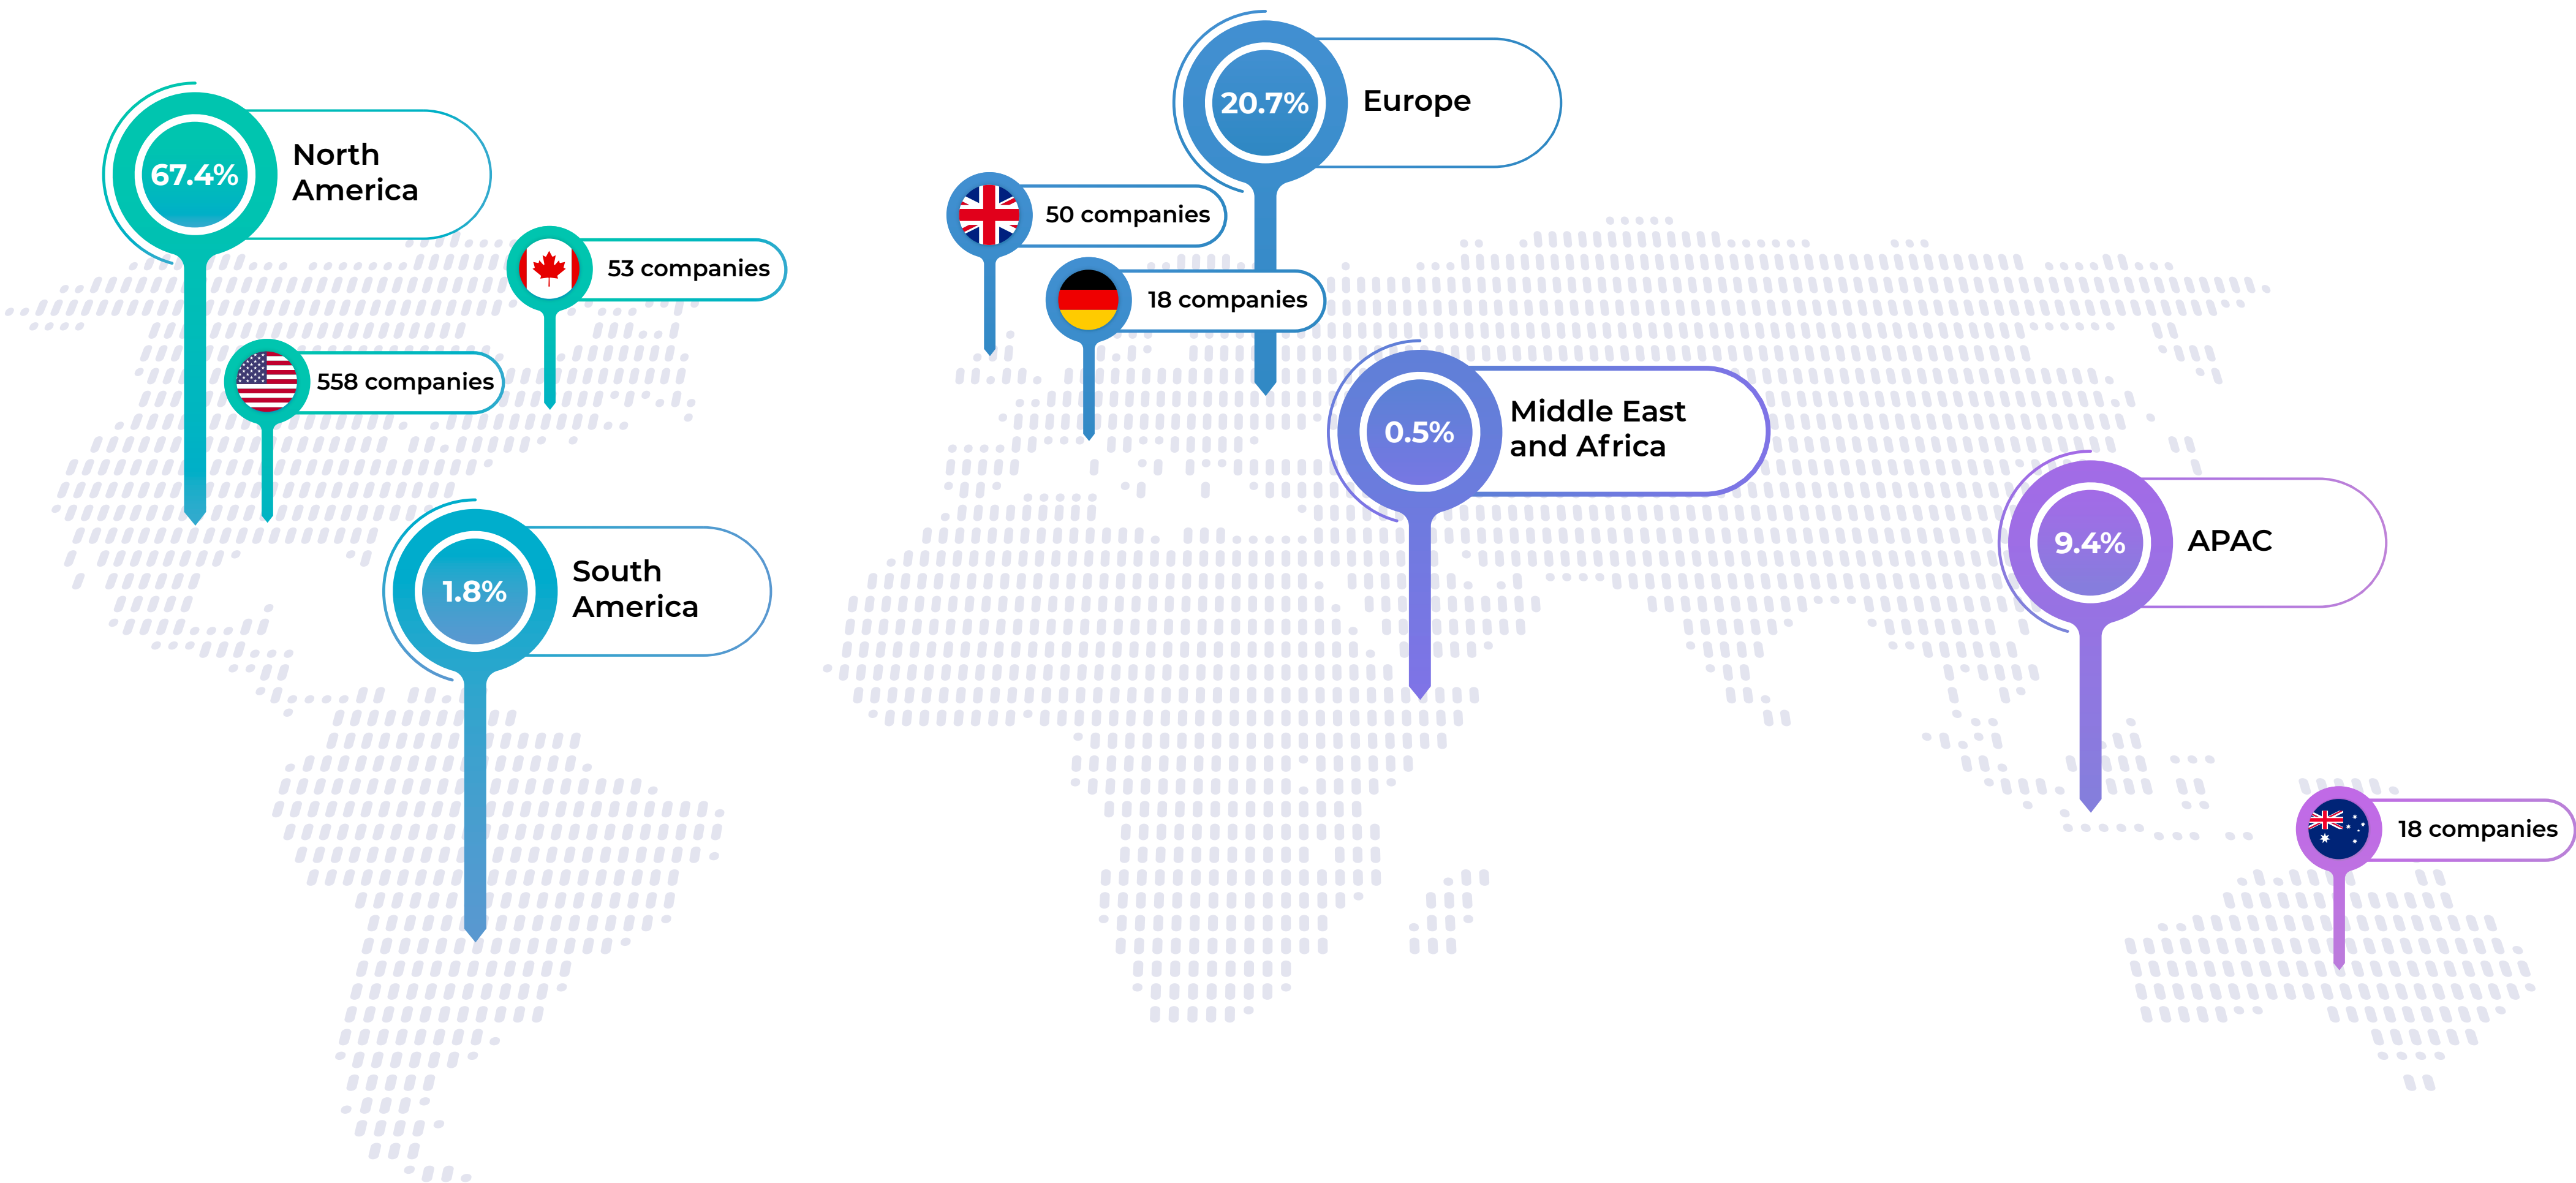 67.4%
North
America
53 companies
558 companies
1.8%
South
America
20.7%
Europe
50 companies
18 companies
0.5%
Middle East
and Africa
9.4%
APAC
18 companies